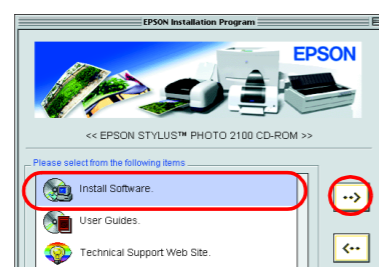 EPSON Installation Program
EPSON
<< EPSON STYLUS™ PHOTO 2100 CD-ROM >>
Please select from the following items
Install Software.
-->
User Guides.
Technical Support Web Site.
<--